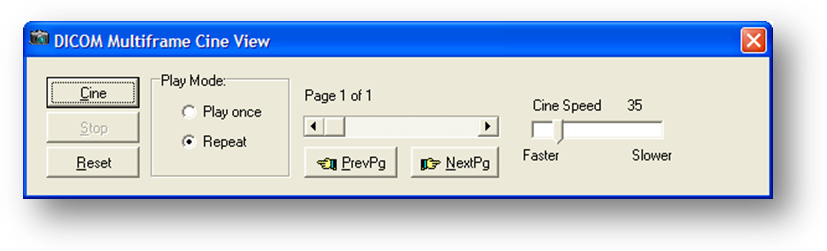 DICOM Multiframe Cine View
Cine
Stop
Reset
Play Mode:
Play once
Repeat
Page 1 of 1
PrevPg
NextPg
Cine Speed 35
Faster Slower